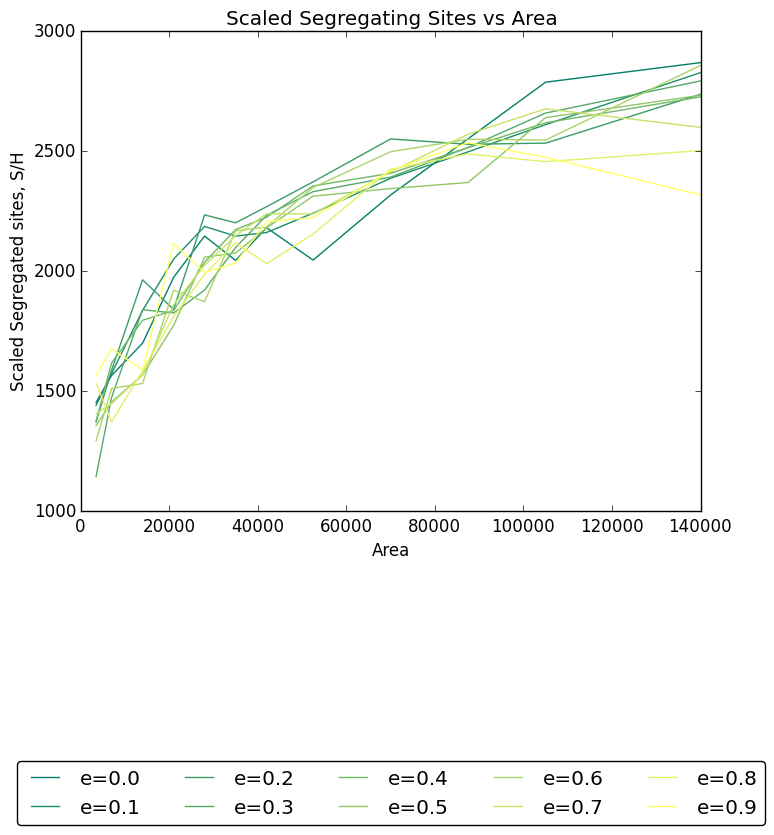 Scaled Segregating Sites vs Area
3000
2500
2000
1500
1000
Scaled Segregated sites, S/H
0 20000 40000 60000 80000 100000 120000 140000
Area
e=0.0 e=0.2 e=0.4 e=0.6 e=0.8
e=0.1 e=0.3 e=0.5 e=0.7 e=0.9